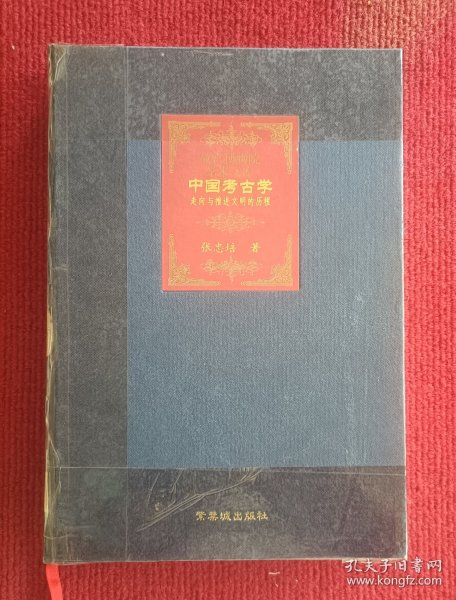 中国考古学
走向与推进文明的历程
张忠培 著
紫禁城出版社
孔夫子旧书网
www.kongfz.com